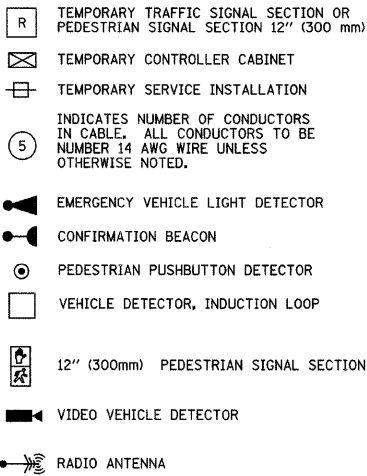 R TEMPORARY TRAFFIC SIGNAL SECTION OR
PEDESTRIAN SIGNAL SECTION 12" (300 mm)
TEMPORARY CONTROLLER CABINET
TEMPORARY SERVICE INSTALLATION
INDICATES NUMBER OF CONDUCTORS
IN CABLE. ALL CONDUCTORS TO BE
5 NUMBER 14 AWG WIRE UNLESS
OTHERWISE NOTED.
EMERGENCY VEHICLE LIGHT DETECTOR
CONFIRMATION BEACON
PEDESTRIAN PUSHBUTTON DETECTOR
VEHICLE DETECTOR, INDUCTION LOOP
12" (300mm) PEDESTRIAN SIGNAL SECTION
VIDEO VEHICLE DETECTOR
RADIO ANTENNA